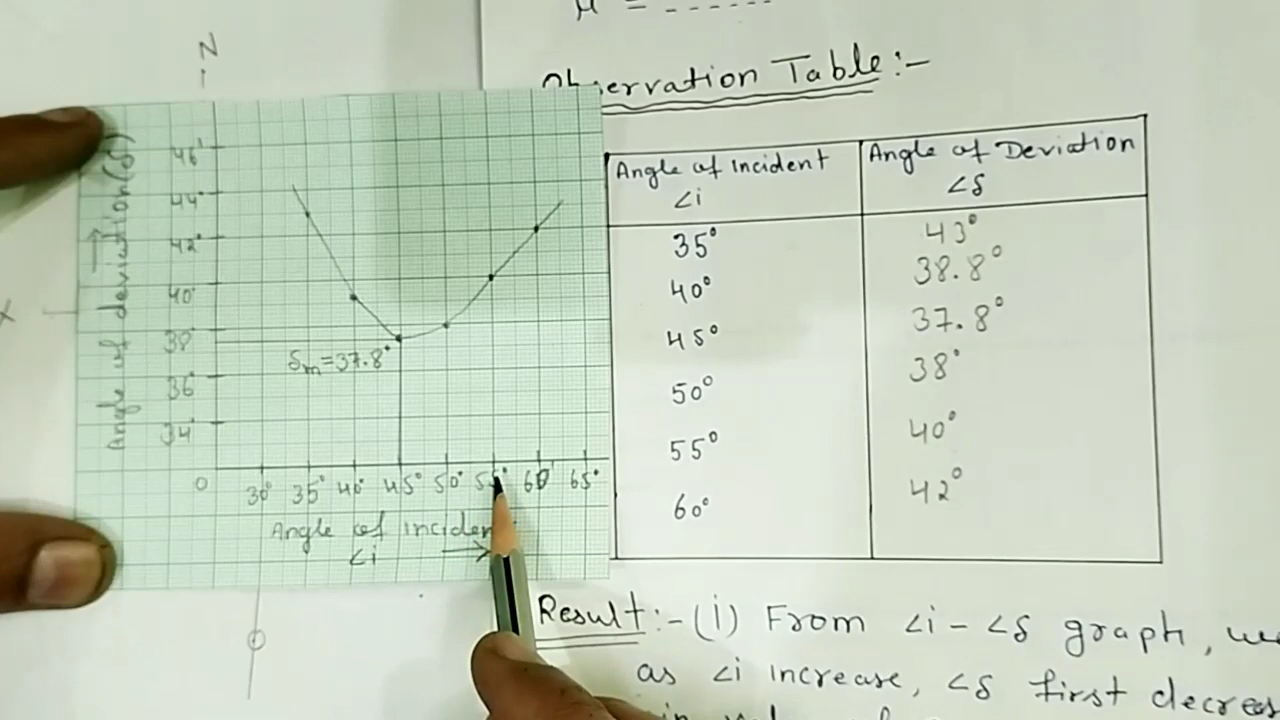 μ = ------
Observation Table:-
Angle of Incident
∠i
Angle of Deviation
∠δ
35° 43°
40° 38.8°
45° 37.8°
50° 38°
55° 40°
60° 42°
Result:- (i) From ∠i - ∠δ graph,
as ∠i increase, ∠δ first
N
X
Angle of deviation(δ)
46°
44°
42°
40°
38°
36°
34°
δm=37.8°
0 30° 35° 40° 45° 50° 55° 60° 65°
Angle of inciden
∠i